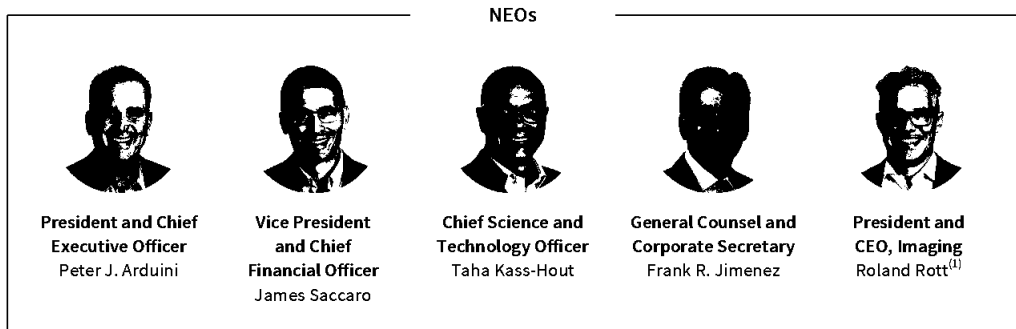 NEOs
President and Chief
Executive Officer
Peter J. Arduini
Vice President
and Chief
Financial Officer
James Saccaro
Chief Science and
Technology Officer
Taha Kass-Hout
General Counsel and
Corporate Secretary
Frank R. Jimenez
President and
CEO, Imaging
Roland Rott(1)